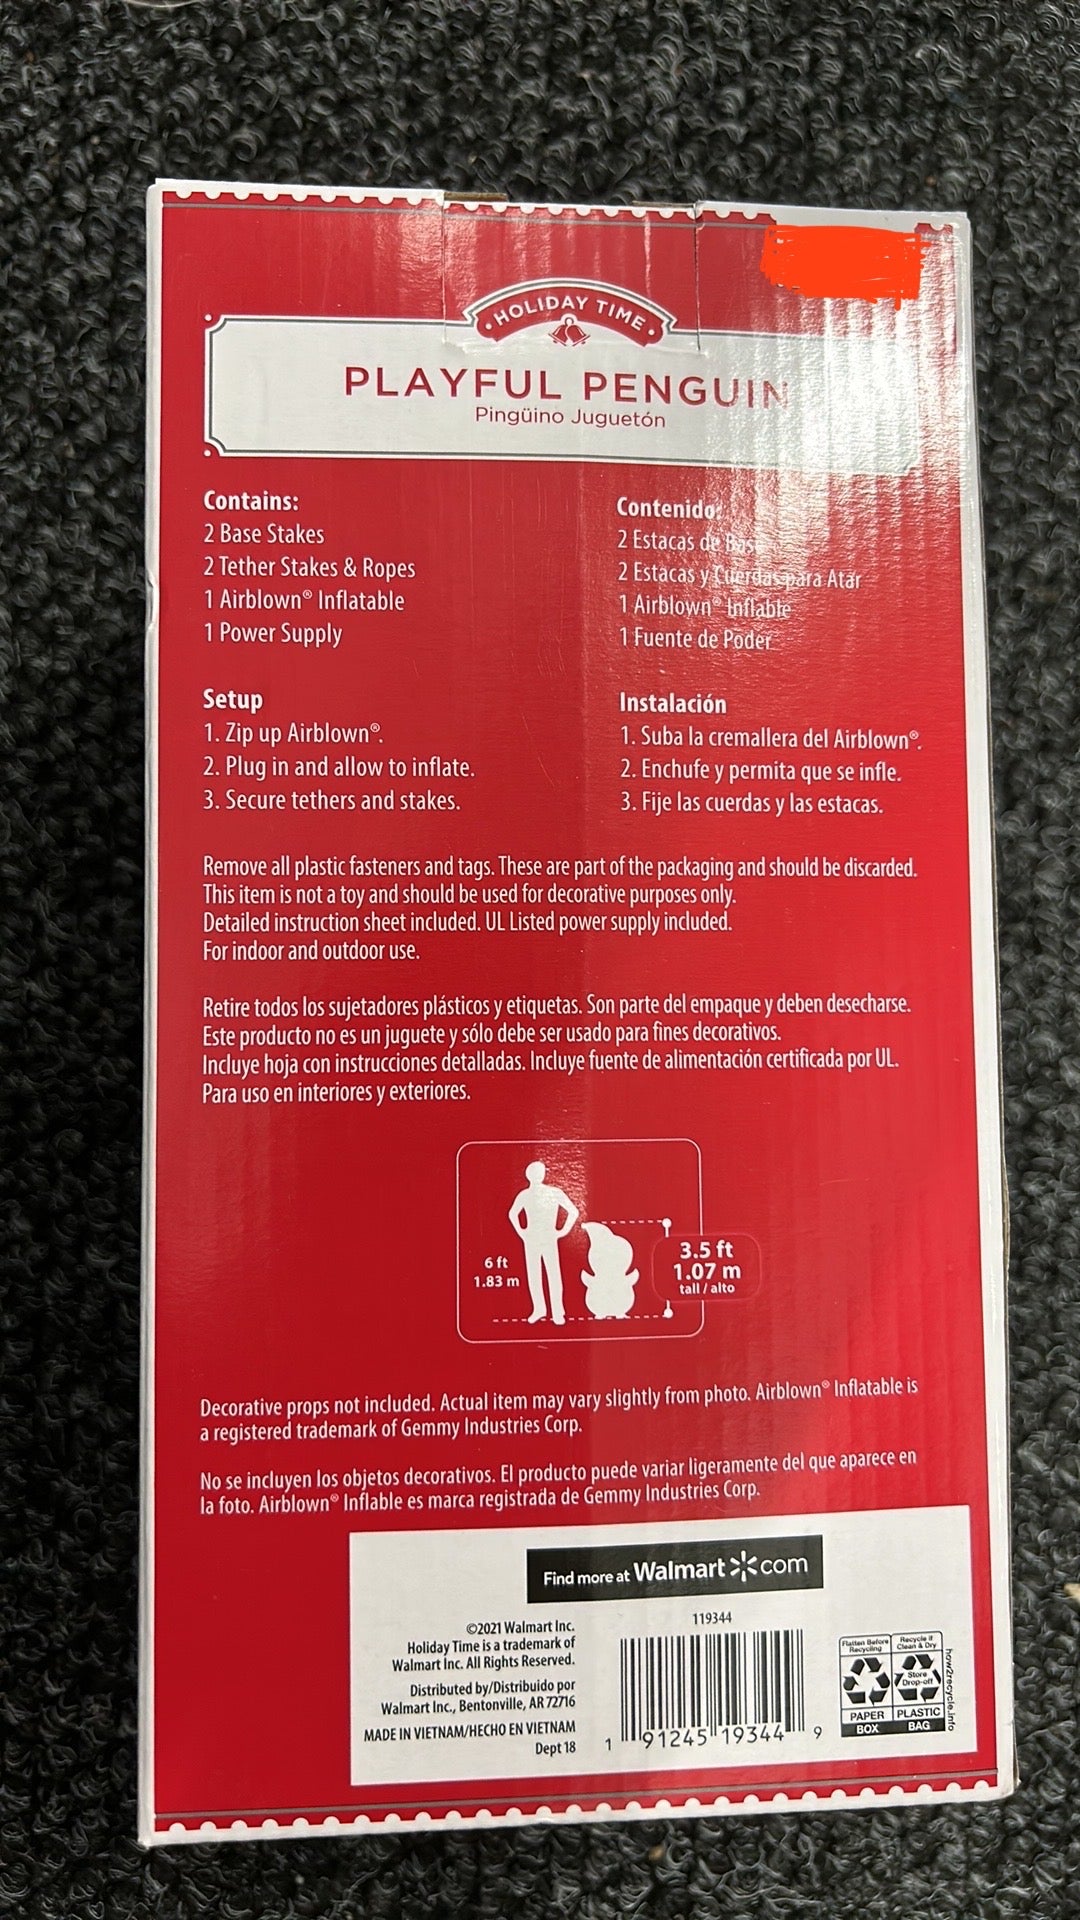 HOLIDAY TIME
PLAYFUL PENGUIN
Pingüino Juguetón
Contains:
2 Base Stakes
2 Tether Stakes & Ropes
1 Airblown® Inflatable
1 Power Supply
Contenido:
2 Estacas de Base
2 Estacas y Cuerdas para Atar
1 Airblown® Inflable
1 Fuente de Poder
Setup
1. Zip up Airblown®.
2. Plug in and allow to inflate.
3. Secure tethers and stakes.
Instalación
1. Suba la cremallera del Airblown®.
2. Enchufe y permita que se infle.
3. Fije las cuerdas y las estacas.
Remove all plastic fasteners and tags. These are part of the packaging and should be discarded.
This item is not a toy and should be used for decorative purposes only.
Detailed instruction sheet included. UL Listed power supply included.
For indoor and outdoor use.
Retire todos los sujetadores plásticos y etiquetas. Son parte del empaque y deben desecharse.
Este producto no es un juguete y sólo debe ser usado para fines decorativos.
Incluye hoja con instrucciones detalladas. Incluye fuente de alimentación certificada por UL.
Para uso en interiores y exteriores.
6 ft
1.83 m
3.5 ft
1.07 m
tall / alto
Decorative props not included. Actual item may vary slightly from photo. Airblown® Inflatable is
a registered trademark of Gemmy Industries Corp.
No se incluyen los objetos decorativos. El producto puede variar ligeramente del que aparece en
la foto. Airblown® Inflable es marca registrada de Gemmy Industries Corp.
Find more at Walmart com
©2021 Walmart Inc.
Holiday Time is a trademark of
Walmart Inc. All Rights Reserved.
Distributed by/Distribuido por
Walmart Inc., Bentonville, AR 72716
MADE IN VIETNAM/HECHO EN VIETNAM
Dept 18
119344
1 91245 19344 9
Flatten Before
Recycling
PAPER
BOX
Recycle if
Clean & Dry
Store
Drop-off
PLASTIC
BAG
how2recycle.info